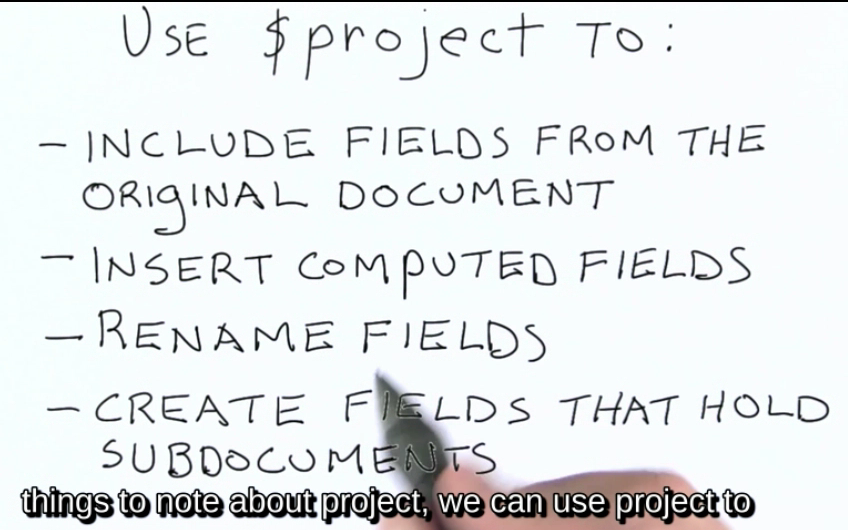 USE $project TO:
- INCLUDE FIELDS FROM THE
ORIgINAL DOCUMENT
- INSERT COMPUTED FIELDS
- RENAME FIELDS
- CREATE FIELDS THAT HOLD
SUBDOCUMENTS
things to note about project, we can use project to